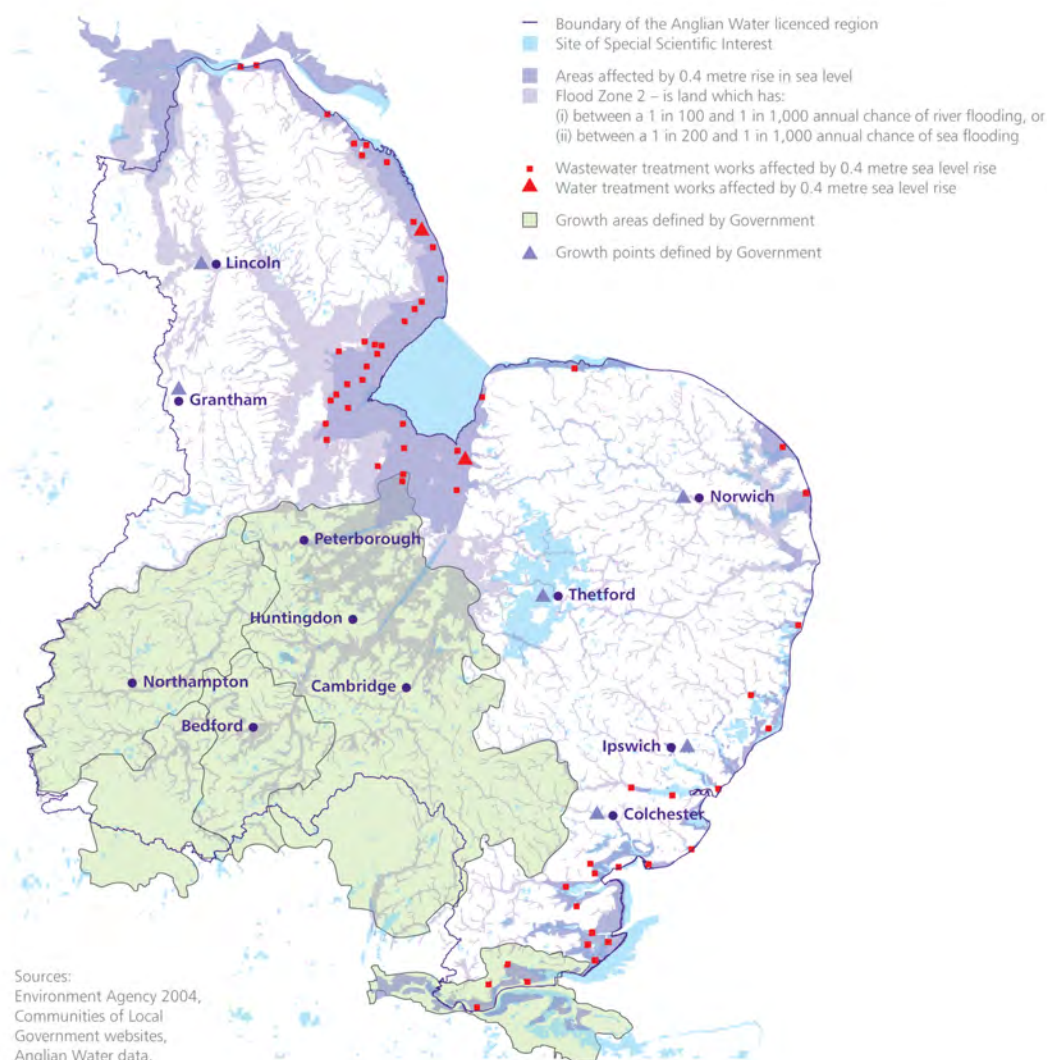 Boundary of the Anglian Water licenced region
Site of Special Scientific Interest
Areas affected by 0.4 metre rise in sea level
Flood Zone 2 – is land which has:
(i) between a 1 in 100 and 1 in 1,000 annual chance of river flooding, or
(ii) between a 1 in 200 and 1 in 1,000 annual chance of sea flooding
Wastewater treatment works affected by 0.4 metre sea level rise
Water treatment works affected by 0.4 metre sea level rise
Growth areas defined by Government
Growth points defined by Government
Lincoln
Grantham
Norwich
Peterborough
Thetford
Huntingdon
Northampton
Cambridge
Bedford
Ipswich
Colchester
Sources:
Environment Agency 2004,
Communities of Local
Government websites,
Anglian Water data.